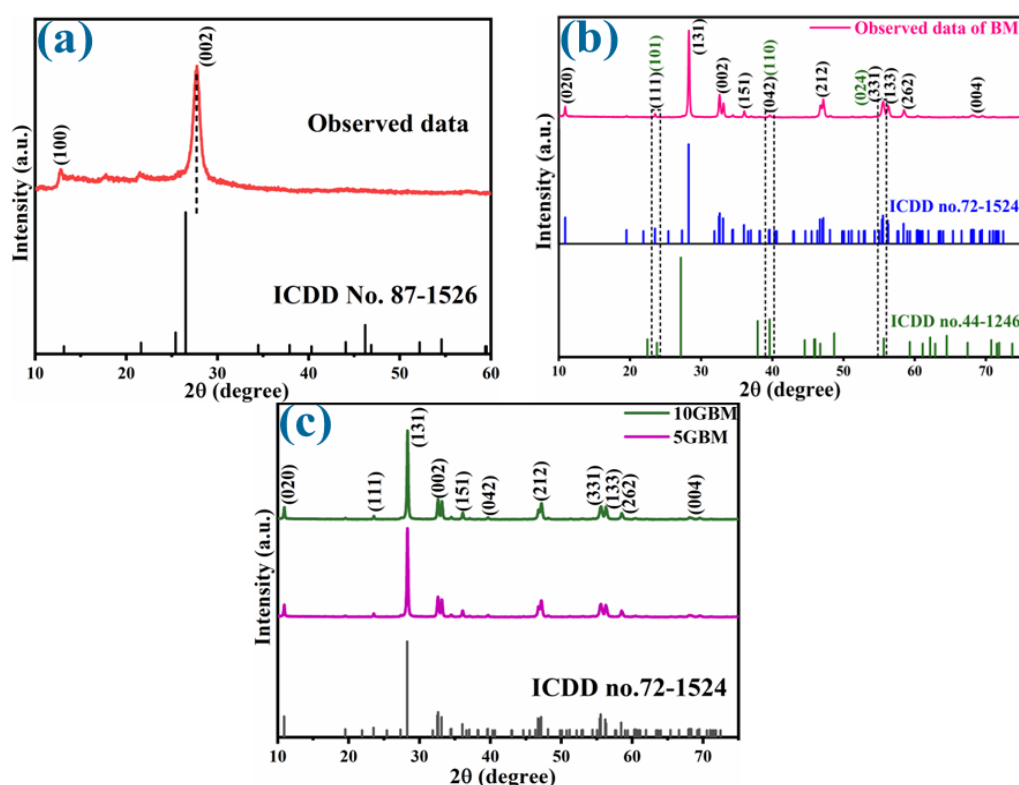 (a)
(002)
(100)
Observed data
ICDD No. 87-1526
Intensity (a.u.)
10 20 30 40 50 60
2θ (degree)
(b)
Observed data of BM
(020)
(111)
(101)
(131)
(002)
(151)
(042)
(110)
(212)
(024)
(331)
(133)
(262)
(004)
ICDD no.72-1524
ICDD no.44-1246
Intensity (a.u.)
10 20 30 40 50 60 70
2θ (degree)
(c)
10GBM
5GBM
(020)
(111)
(131)
(002)
(151)
(042)
(212)
(331)
(133)
(262)
(004)
ICDD no.72-1524
Intensity (a.u.)
10 20 30 40 50 60 70
2θ (degree)